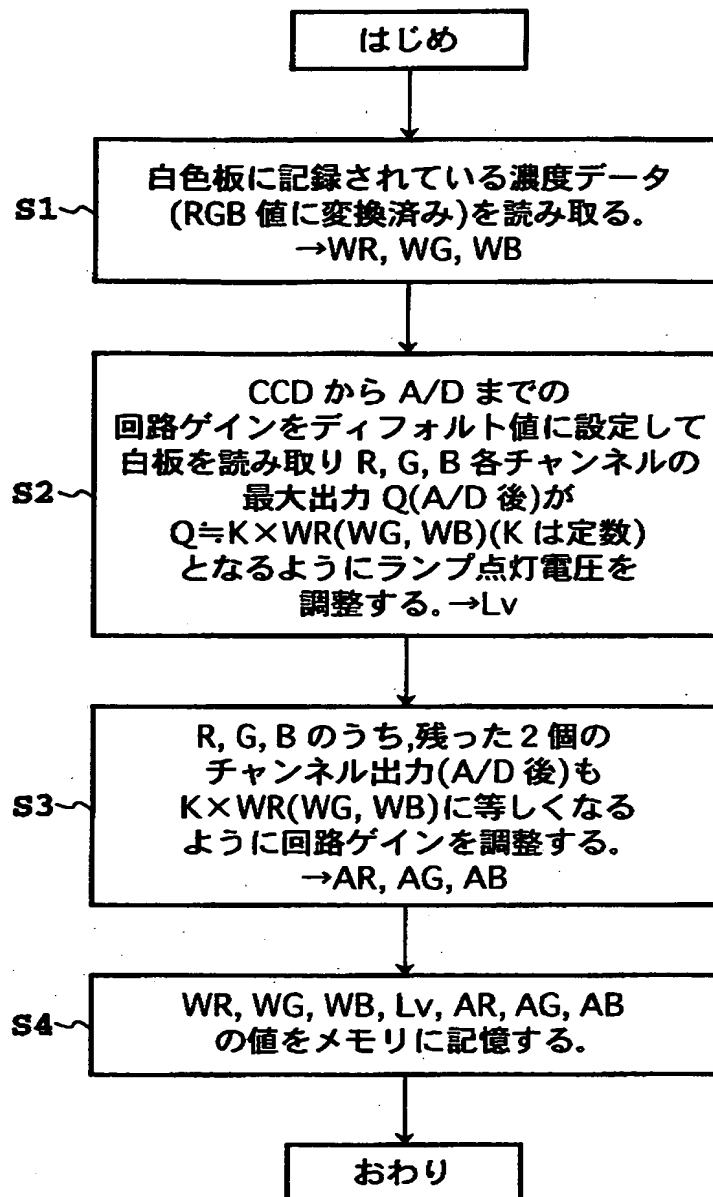 はじめ
S1
白色板に記録されている濃度データ
(RGB 値に変換済み)を読み取る。
→WR, WG, WB
S2
CCD から A/D までの
回路ゲインをディフォルト値に設定して
白板を読み取り R, G, B 各チャンネルの
最大出力 Q(A/D 後)が
Q≒K×WR(WG, WB)(K は定数)
となるようにランプ点灯電圧を
調整する。→Lv
S3
R, G, B のうち,残った2個の
チャンネル出力(A/D 後)も
K×WR(WG, WB)に等しくなる
ように回路ゲインを調整する。
→AR, AG, AB
S4
WR, WG, WB, Lv, AR, AG, AB
の値をメモリに記憶する。
おわり